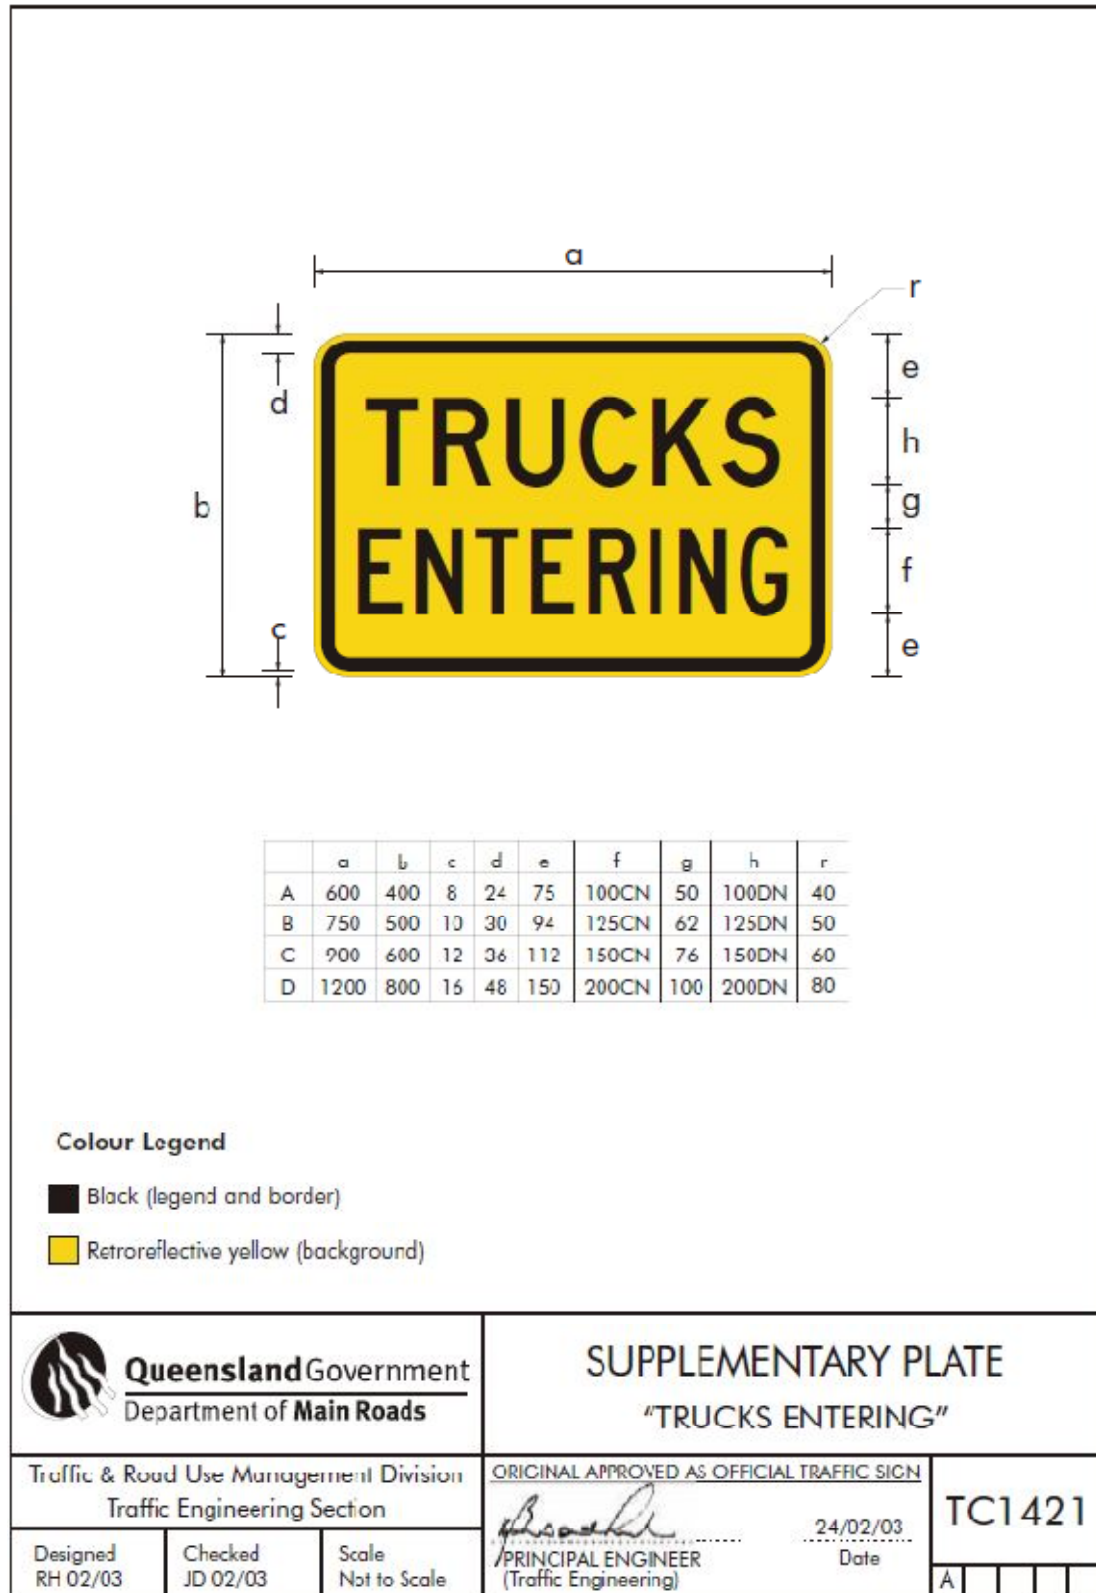 a
r
d
b
c
TRUCKS
ENTERING
e
h
g
f
e
a b c d e f g h r
A 600 400 8 24 75 100CN 50 100DN 40
B 750 500 10 30 94 125CN 62 125DN 50
C 900 600 12 36 112 150CN 76 150DN 60
D 1200 800 16 48 150 200CN 100 200DN 80
Colour Legend
Black (legend and border)
Retroreflective yellow (background)
Queensland Government
Department of Main Roads
SUPPLEMENTARY PLATE
"TRUCKS ENTERING"
Traffic & Road Use Management Division
Traffic Engineering Section
Designed
RH 02/03
Checked
JD 02/03
Scale
Not to Scale
ORIGINAL APPROVED AS OFFICIAL TRAFFIC SIGN
PRINCIPAL ENGINEER
(Traffic Engineering)
24/02/03
Date
TC1421
A